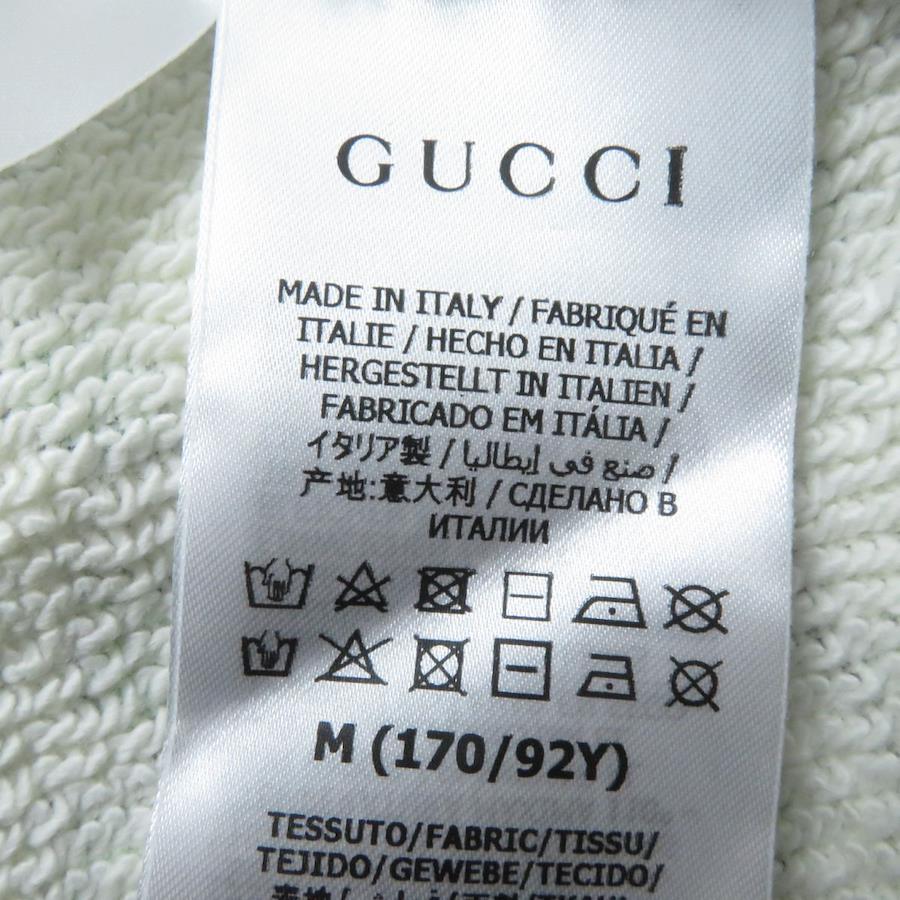 GUCCI
MADE IN ITALY / FABRIQUÉ EN
ITALIE / HECHO EN ITALIA /
HERGESTELLT IN ITALIEN /
FABRICADO EM ITÁLIA /
イタリア製 / صنع في إيطاليا /
产地:意大利 / СДЕЛАНО В
ИТАЛИИ
M (170/92Y)
TESSUTO/FABRIC/TISSU/
TEJIDO/GEWEBE/TECIDO/